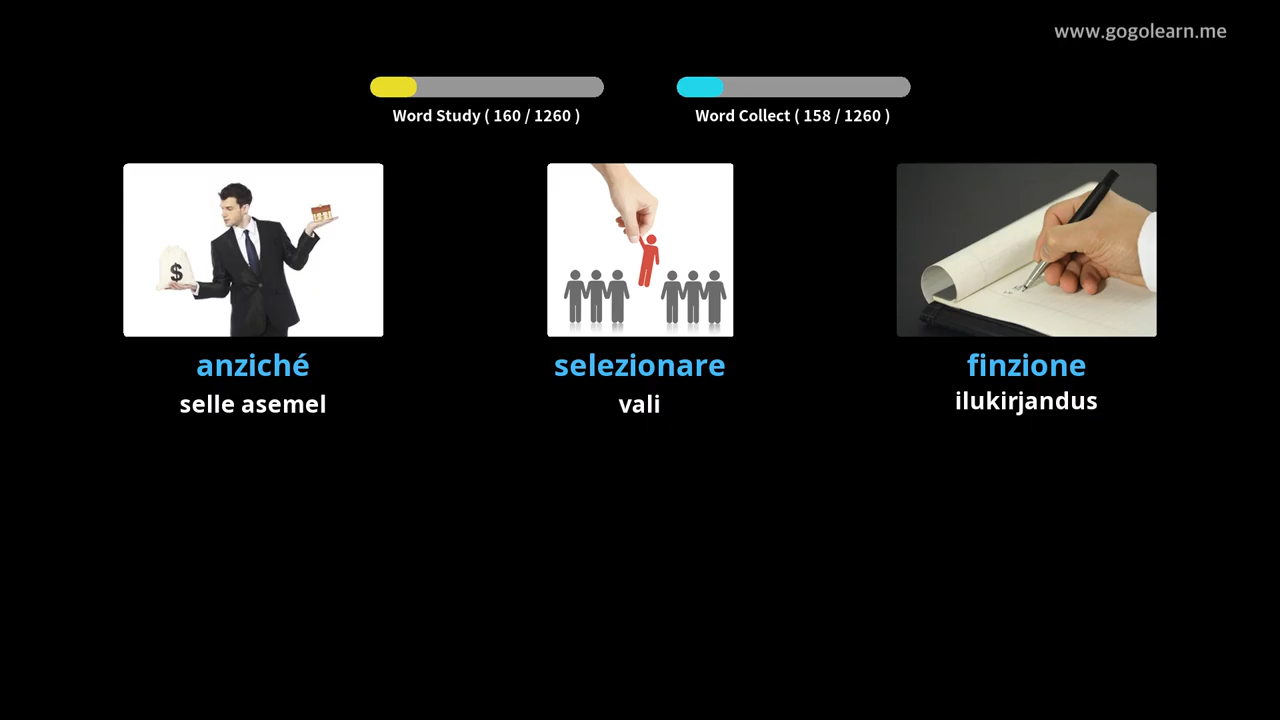 www.gogolearn.me
Word Study ( 160 / 1260 )
Word Collect ( 158 / 1260 )
$
anziché
selezionare
finzione
selle asemel
vali
ilukirjandus